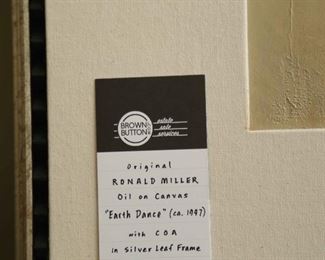 BROWN
BUTTON
estate
sale
services
Original
RONALD MILLER
Oil on Canvas
"Earth Dance" (ca. 1997)
with COA
in Silver Leaf Frame